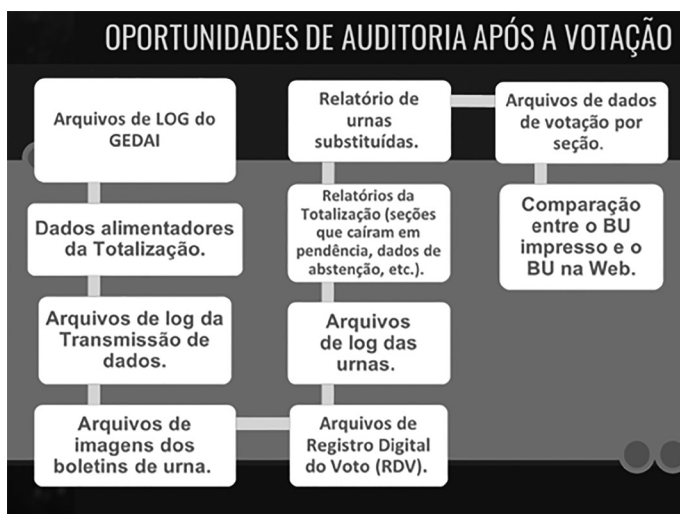 OPORTUNIDADES DE AUDITORIA APÓS A VOTAÇÃO
Arquivos de LOG do
GEDAI
Dados alimentadores
da Totalização.
Arquivos de log da
Transmissão de
dados.
Arquivos de
imagens dos
boletins de urna.
Arquivos de
Registro Digital
do Voto (RDV).
Arquivos
de log das
urnas.
Relatórios da
Totalização (seções
que caíram em
pendência, dados de
abstenção, etc.).
Relatório de
urnas
substituídas.
Arquivos de dados
de votação por
seção.
Comparação
entre o BU
impresso e o
BU na Web.